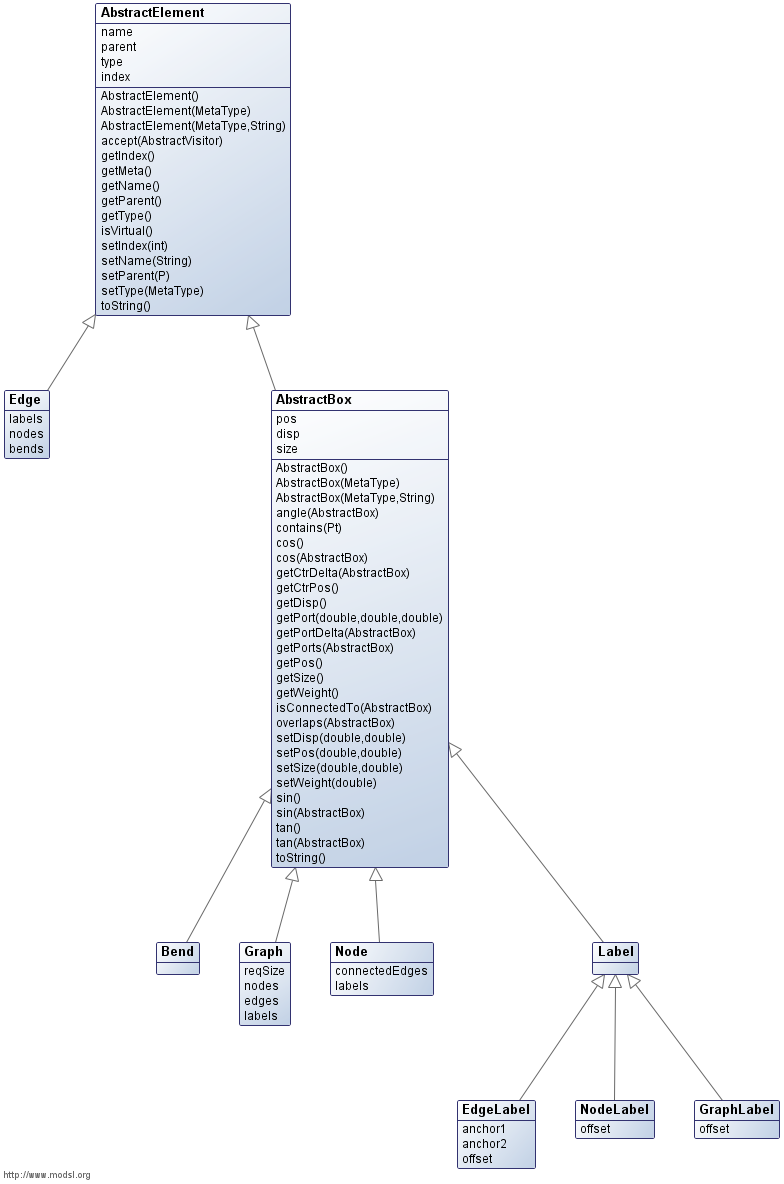 AbstractElement
name
parent
type
index
AbstractElement()
AbstractElement(MetaType)
AbstractElement(MetaType,String)
accept(AbstractVisitor)
getIndex()
getMeta()
getName()
getParent()
getType()
isVirtual()
setIndex(int)
setName(String)
setParent(P)
setType(MetaType)
toString()
Edge
labels
nodes
bends
AbstractBox
pos
disp
size
AbstractBox()
AbstractBox(MetaType)
AbstractBox(MetaType,String)
angle(AbstractBox)
contains(Pt)
cos()
cos(AbstractBox)
getCtrDelta(AbstractBox)
getCtrPos()
getDisp()
getPort(double,double,double)
getPortDelta(AbstractBox)
getPorts(AbstractBox)
getPos()
getSize()
getWeight()
isConnectedTo(AbstractBox)
overlaps(AbstractBox)
setDisp(double,double)
setPos(double,double)
setSize(double,double)
setWeight(double)
sin()
sin(AbstractBox)
tan()
tan(AbstractBox)
toString()
Bend
Graph
reqSize
nodes
edges
labels
Node
connectedEdges
labels
Label
EdgeLabel
anchor1
anchor2
offset
NodeLabel
offset
GraphLabel
offset
http://www.modsl.org